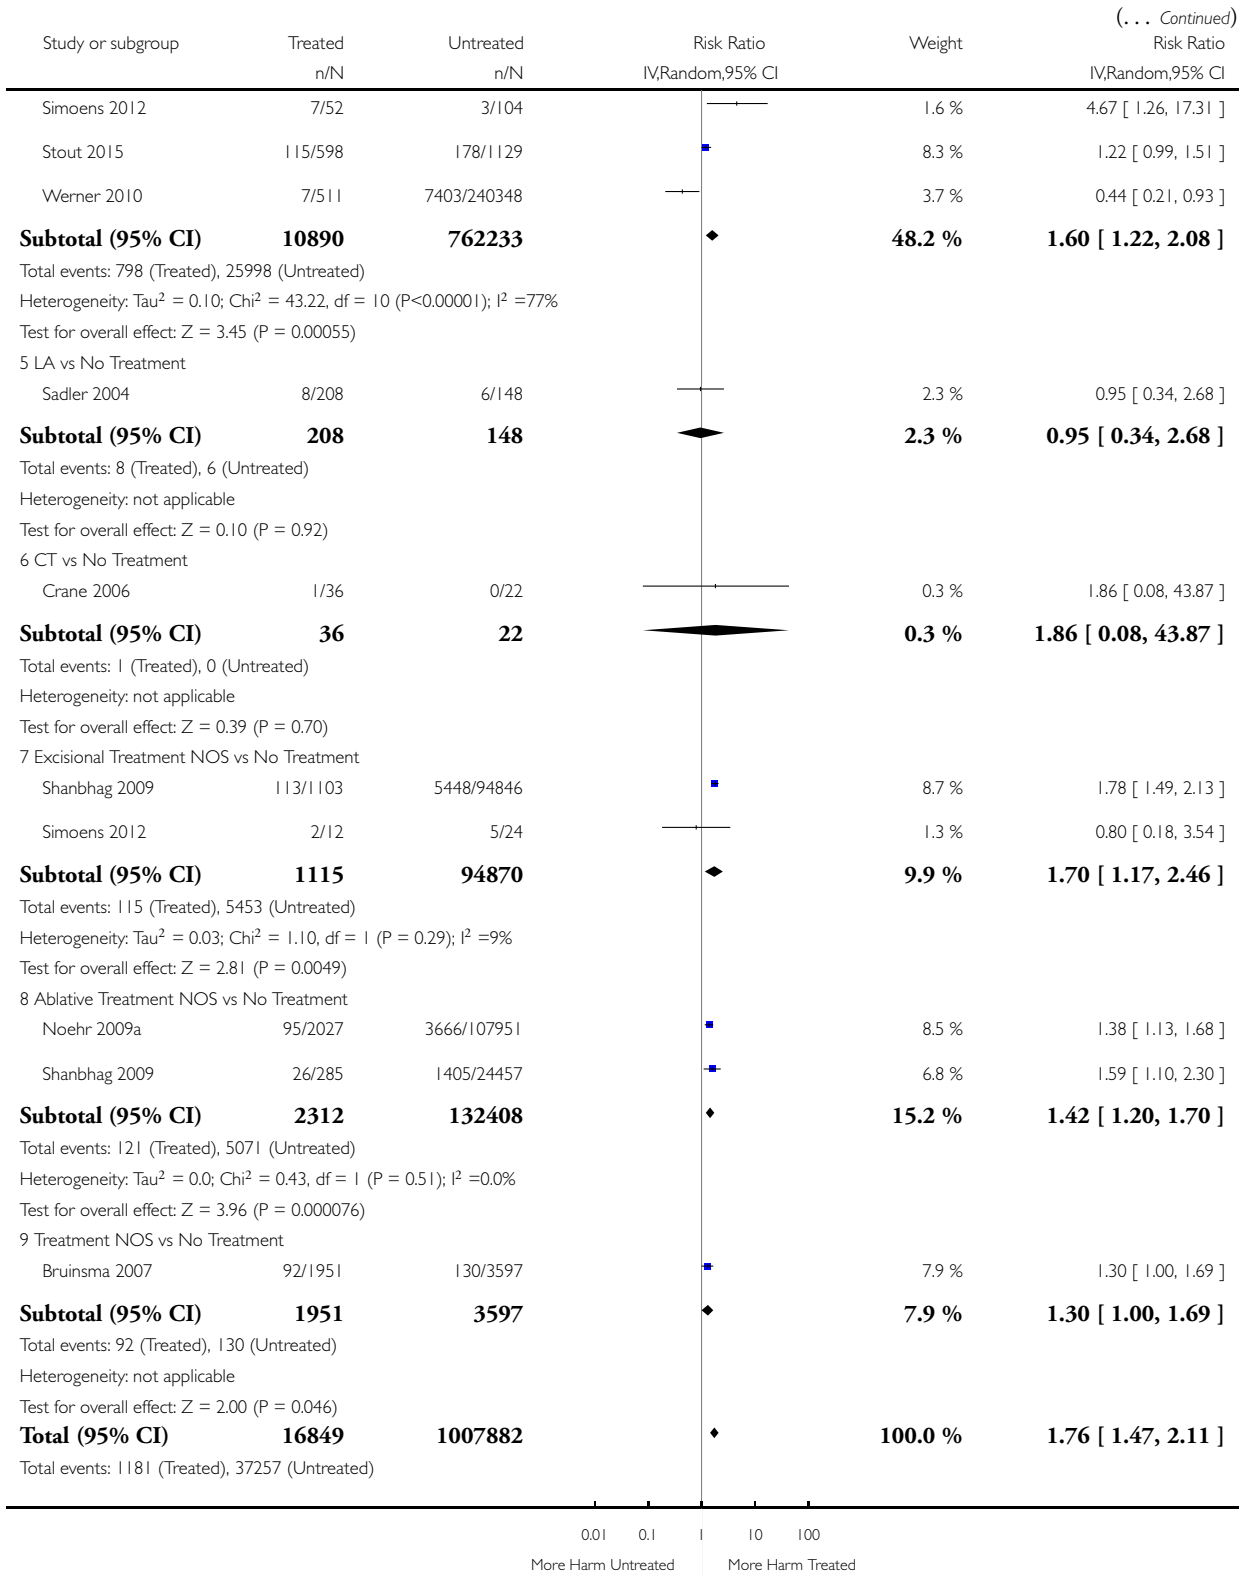 (... Continued)
Study or subgroup Treated Untreated Risk Ratio Weight Risk Ratio
n/N n/N IV,Random,95% CI IV,Random,95% CI
Simoens 2012 7/52 3/104 1.6 % 4.67 [ 1.26, 17.31 ]
Stout 2015 115/598 178/1129 8.3 % 1.22 [ 0.99, 1.51 ]
Werner 2010 7/511 7403/240348 3.7 % 0.44 [ 0.21, 0.93 ]
Subtotal (95% CI) 10890 762233 48.2 % 1.60 [ 1.22, 2.08 ]
Total events: 798 (Treated), 25998 (Untreated)
Heterogeneity: Tau² = 0.10; Chi² = 43.22, df = 10 (P<0.00001); I² =77%
Test for overall effect: Z = 3.45 (P = 0.00055)
5 LA vs No Treatment
Sadler 2004 8/208 6/148 2.3 % 0.95 [ 0.34, 2.68 ]
Subtotal (95% CI) 208 148 2.3 % 0.95 [ 0.34, 2.68 ]
Total events: 8 (Treated), 6 (Untreated)
Heterogeneity: not applicable
Test for overall effect: Z = 0.10 (P = 0.92)
6 CT vs No Treatment
Crane 2006 1/36 0/22 0.3 % 1.86 [ 0.08, 43.87 ]
Subtotal (95% CI) 36 22 0.3 % 1.86 [ 0.08, 43.87 ]
Total events: 1 (Treated), 0 (Untreated)
Heterogeneity: not applicable
Test for overall effect: Z = 0.39 (P = 0.70)
7 Excisional Treatment NOS vs No Treatment
Shanbhag 2009 113/1103 5448/94846 8.7 % 1.78 [ 1.49, 2.13 ]
Simoens 2012 2/12 5/24 1.3 % 0.80 [ 0.18, 3.54 ]
Subtotal (95% CI) 1115 94870 9.9 % 1.70 [ 1.17, 2.46 ]
Total events: 115 (Treated), 5453 (Untreated)
Heterogeneity: Tau² = 0.03; Chi² = 1.10, df = 1 (P = 0.29); I² =9%
Test for overall effect: Z = 2.81 (P = 0.0049)
8 Ablative Treatment NOS vs No Treatment
Noehr 2009a 95/2027 3666/107951 8.5 % 1.38 [ 1.13, 1.68 ]
Shanbhag 2009 26/285 1405/24457 6.8 % 1.59 [ 1.10, 2.30 ]
Subtotal (95% CI) 2312 132408 15.2 % 1.42 [ 1.20, 1.70 ]
Total events: 121 (Treated), 5071 (Untreated)
Heterogeneity: Tau² = 0.0; Chi² = 0.43, df = 1 (P = 0.51); I² =0.0%
Test for overall effect: Z = 3.96 (P = 0.000076)
9 Treatment NOS vs No Treatment
Bruinsma 2007 92/1951 130/3597 7.9 % 1.30 [ 1.00, 1.69 ]
Subtotal (95% CI) 1951 3597 7.9 % 1.30 [ 1.00, 1.69 ]
Total events: 92 (Treated), 130 (Untreated)
Heterogeneity: not applicable
Test for overall effect: Z = 2.00 (P = 0.046)
Total (95% CI) 16849 1007882 100.0 % 1.76 [ 1.47, 2.11 ]
Total events: 1181 (Treated), 37257 (Untreated)
0.01 0.1 1 10 100
More Harm Untreated More Harm Treated